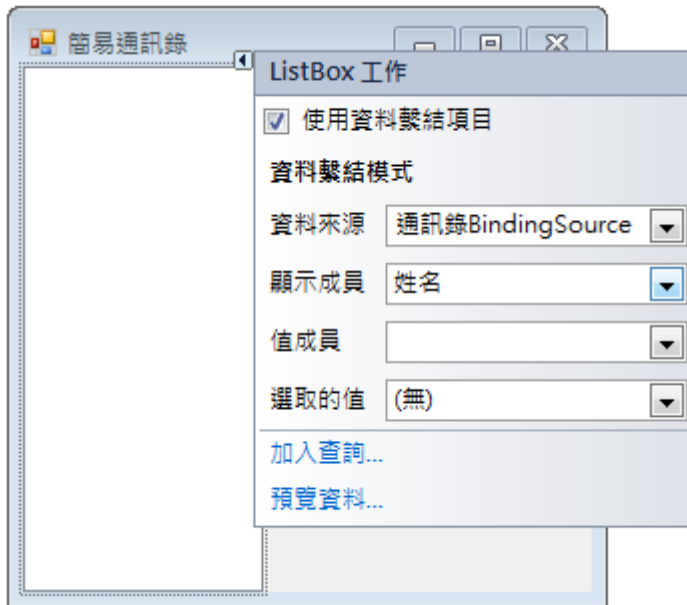 簡易通訊錄
ListBox 工作
使用資料繫結項目
資料繫結模式
資料來源 通訊錄BindingSource
顯示成員 姓名
值成員
選取的值 (無)
加入查詢...
預覽資料...